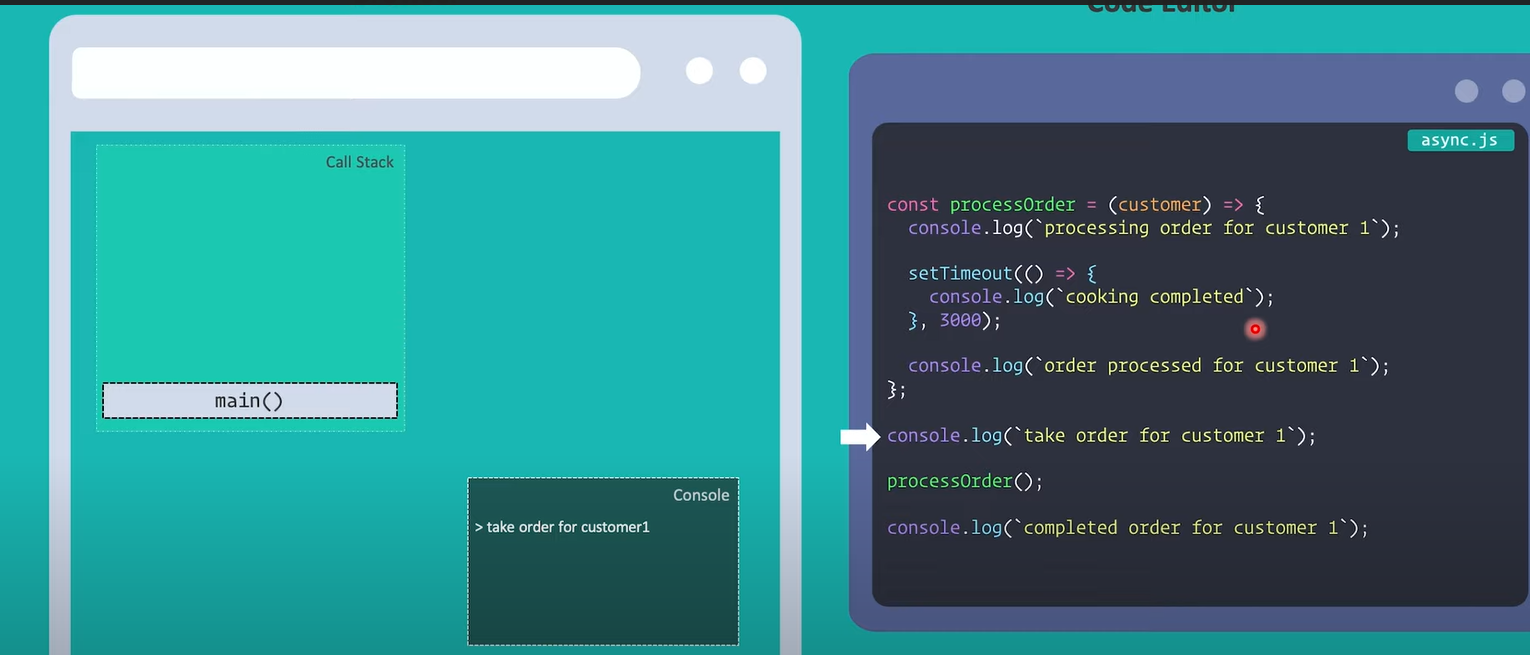 Code Editor
Call Stack
main()
Console
> take order for customer1
async.js
const processOrder = (customer) => {
  console.log(`processing order for customer 1`);
  setTimeout(() => {
    console.log(`cooking completed`);
  }, 3000);
  console.log(`order processed for customer 1`);
};
console.log(`take order for customer 1`);
processOrder();
console.log(`completed order for customer 1`);